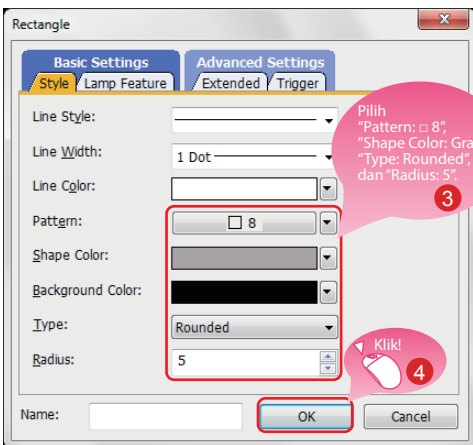 Rectangle
Basic Settings Advanced Settings
Style Lamp Feature Extended Trigger
Line Style:
Line Width: 1 Dot
Line Color:
Pattern: □ 8
Shape Color:
Background Color:
Type: Rounded
Radius: 5
Pilih
"Pattern: □ 8",
"Shape Color: Gra
"Type: Rounded",
dan "Radius: 5".
3
Klik!
4
Name: OK Cancel